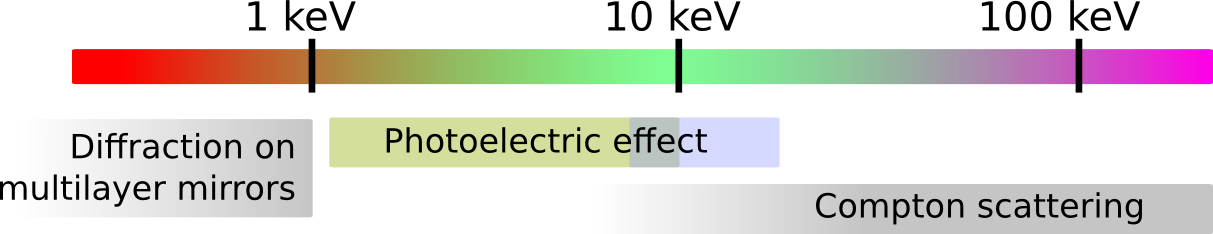 1 keV
10 keV
100 keV
Diffraction on
multilayer mirrors
Photoelectric effect
Compton scattering